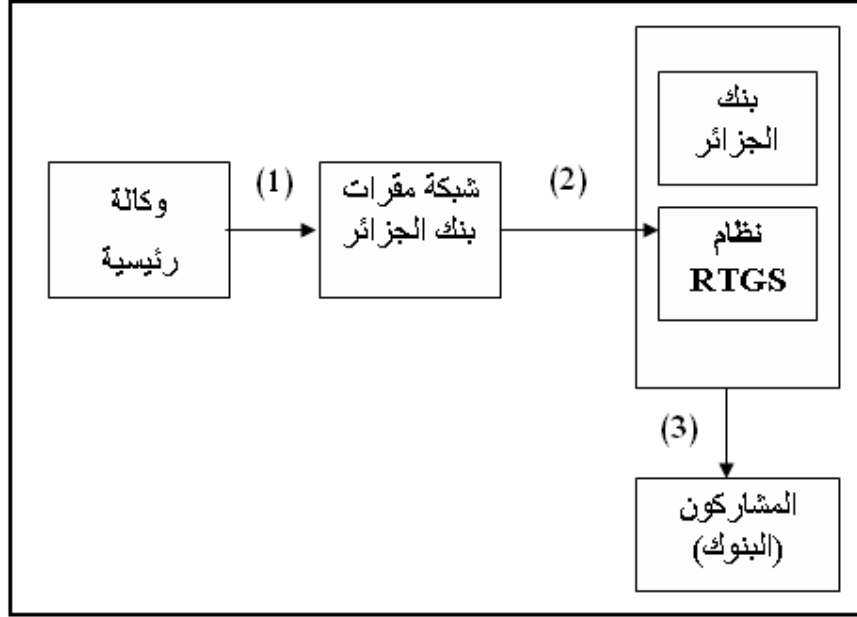 وكالة
رئيسية
(1)
شبكة مقرات
بنك الجزائر
(2)
بنك
الجزائر
نظام
RTGS
(3)
المشاركون
(البنوك)